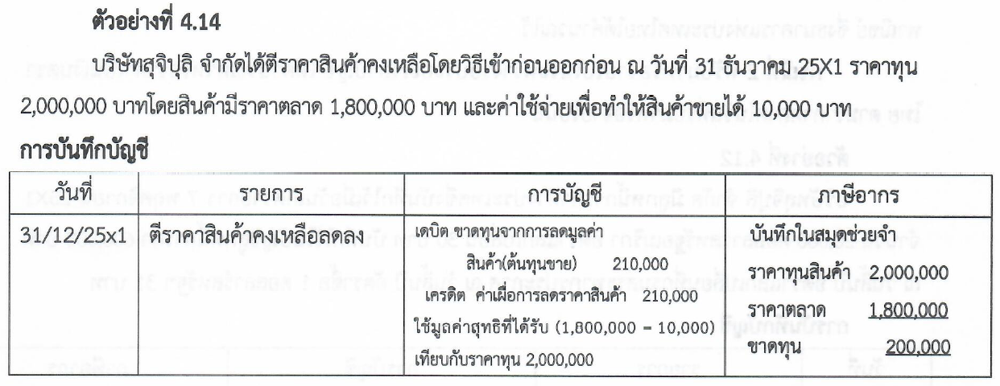 ตัวอย่างที่ 4.14
บริษัทสุจิปุลิ จำกัดได้ตีราคาสินค้าคงเหลือโดยวิธีเข้าก่อนออกก่อน ณ วันที่ 31 ธันวาคม 25X1 ราคาทุน
2,000,000 บาทโดยสินค้ามีราคาตลาด 1,800,000 บาท และค่าใช้จ่ายเพื่อทำให้สินค้าขายได้ 10,000 บาท
การบันทึกบัญชี
วันที่ รายการ การบัญชี ภาษีอากร
31/12/25x1 ตีราคาสินค้าคงเหลือลดลง
เดบิต ขาดทุนจากการลดมูลค่า
สินค้า(ต้นทุนขาย) 210,000
เครดิต ค่าเผื่อการลดราคาสินค้า 210,000
ใช้มูลค่าสุทธิที่ได้รับ (1,800,000 – 10,000)
เทียบกับราคาทุน 2,000,000
บันทึกในสมุดช่วยจำ
ราคาทุนสินค้า 2,000,000
ราคาตลาด 1,800,000
ขาดทุน 200,000